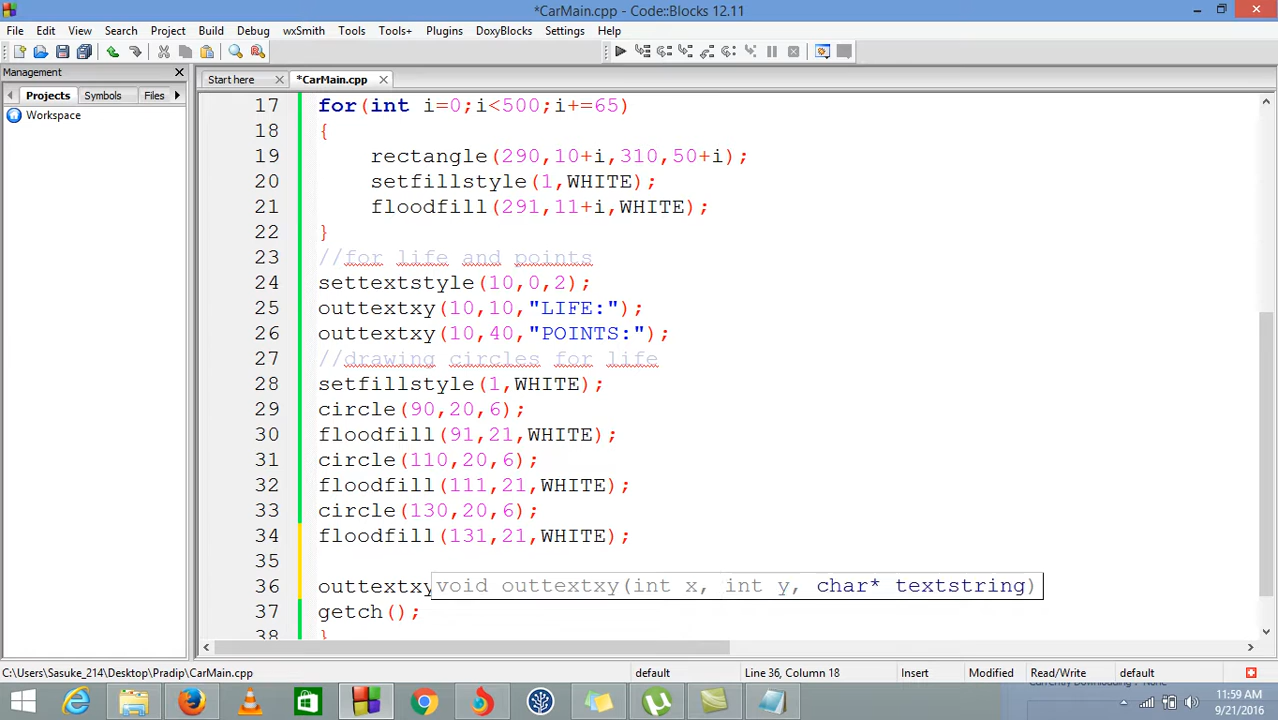 *CarMain.cpp - Code::Blocks 12.11
File Edit View Search Project Build Debug wxSmith Tools Tools+ Plugins DoxyBlocks Settings Help
Management
Start here *CarMain.cpp
Projects Symbols Files
Workspace
17 for(int i=0;i<500;i+=65)
18 {
19 rectangle(290,10+i,310,50+i);
20 setfillstyle(1,WHITE);
21 floodfill(291,11+i,WHITE);
22 }
23 //for life and points
24 settextstyle(10,0,2);
25 outtextxy(10,10,"LIFE:");
26 outtextxy(10,40,"POINTS:");
27 //drawing circles for life
28 setfillstyle(1,WHITE);
29 circle(90,20,6);
30 floodfill(91,21,WHITE);
31 circle(110,20,6);
32 floodfill(111,21,WHITE);
33 circle(130,20,6);
34 floodfill(131,21,WHITE);
35
36 outtextxy void outtextxy(int x, int y, char* textstring)
37 getch();
38 }
C:\Users\Sasuke_214\Desktop\Pradip\CarMain.cpp default Line 36, Column 18 Insert Modified Read/Write default
11:59 AM
9/21/2016